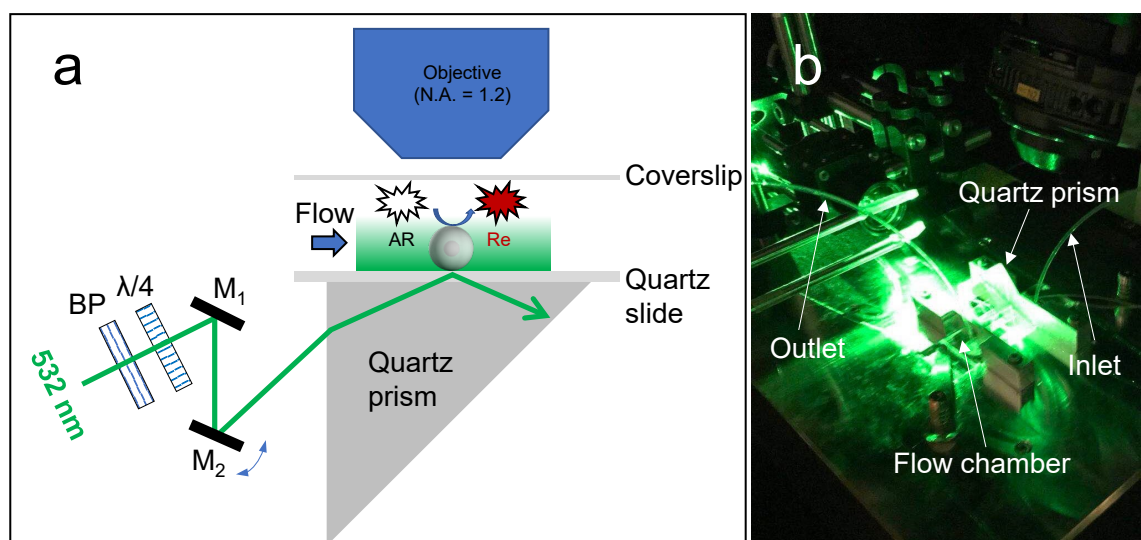 a
Objective
(N.A. = 1.2)
Coverslip
Flow
AR
Re
Quartz
slide
BP
λ/4
M₁
532 nm
M₂
Quartz
prism
b
Quartz prism
Outlet
Inlet
Flow chamber